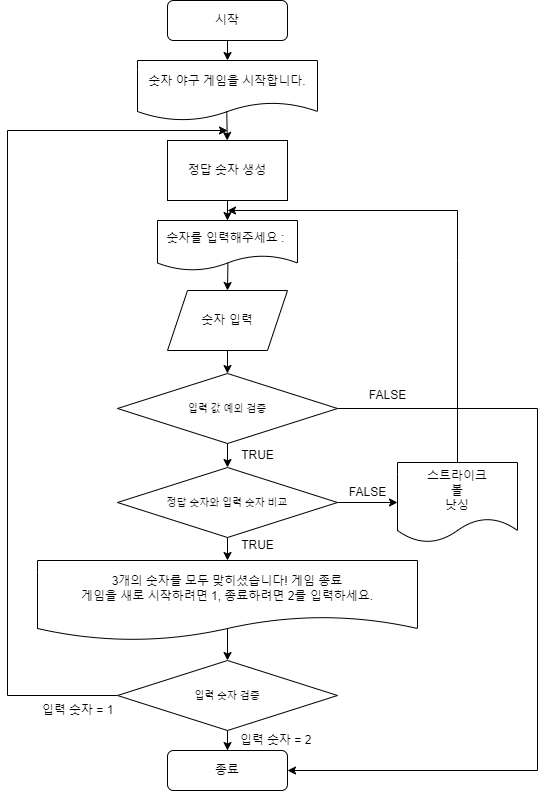 시작
숫자 야구 게임을 시작합니다.
정답 숫자 생성
숫자를 입력해주세요 :
숫자 입력
입력 값 예외 검증
FALSE
TRUE
정답 숫자와 입력 숫자 비교
FALSE
스트라이크
볼
낫싱
TRUE
3개의 숫자를 모두 맞히셨습니다! 게임 종료
게임을 새로 시작하려면 1, 종료하려면 2를 입력하세요.
입력 숫자 검증
입력 숫자 = 1
입력 숫자 = 2
종료